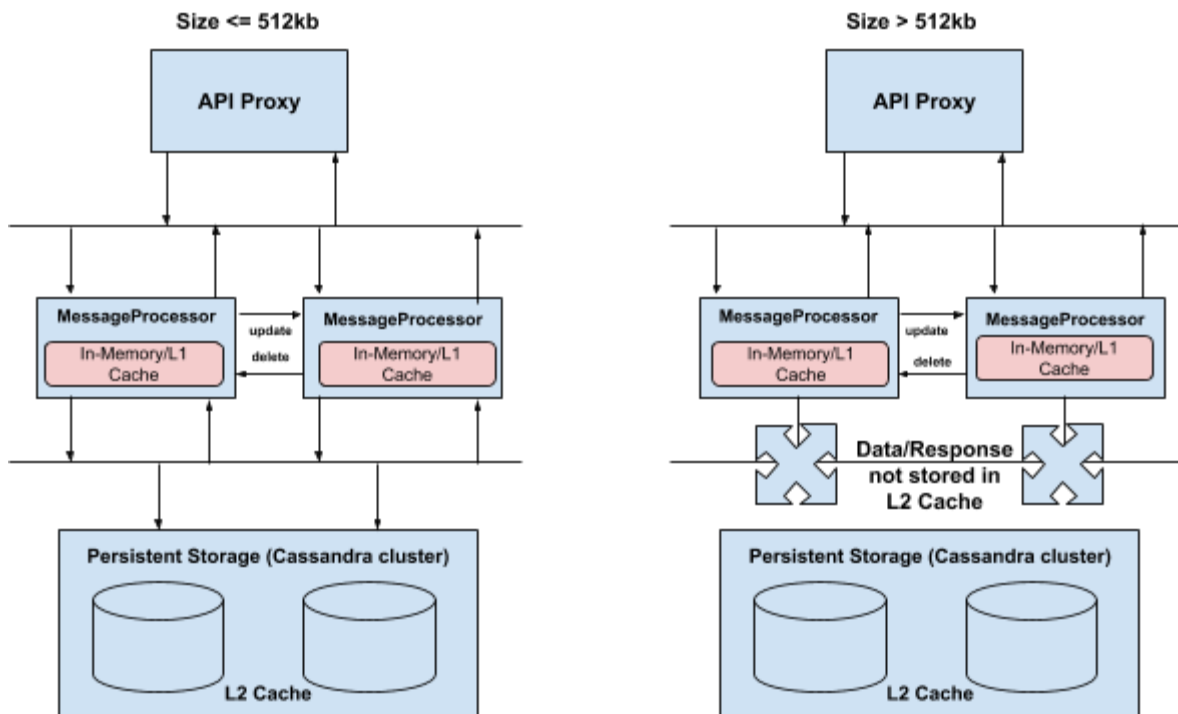 Size <= 512kb
API Proxy
MessageProcessor
In-Memory/L1
Cache
update
delete
MessageProcessor
In-Memory/L1
Cache
Persistent Storage (Cassandra cluster)
L2 Cache
Size > 512kb
API Proxy
MessageProcessor
In-Memory/L1
Cache
update
delete
MessageProcessor
In-Memory/L1
Cache
Data/Response
not stored in
L2 Cache
Persistent Storage (Cassandra cluster)
L2 Cache